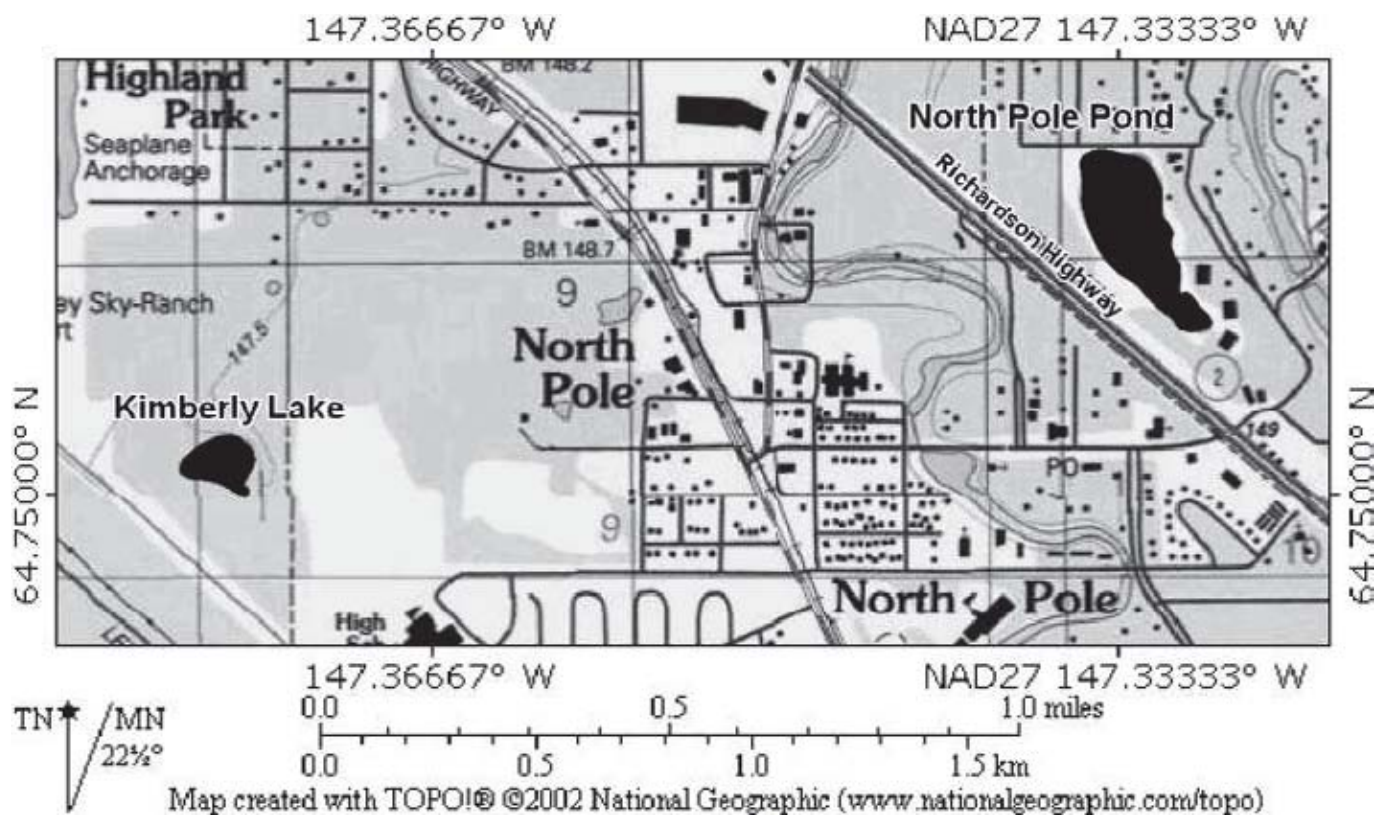 147.36667° W
NAD27 147.33333° W
HIGHWAY
BM 148.2
Highland
Park
North Pole Pond
Seaplane
Anchorage
Richardson Highway
BM 148.7
9
ey Sky-Ranch
rt
147.5
North
Pole
2
Kimberly Lake
64.75000° N
64.75000° N
149
PO
9
10
North Pole
High
Sch
LE
147.36667° W
NAD27 147.33333° W
TN
MN
22½°
0.0 0.5 1.0 miles
0.0 0.5 1.0 1.5 km
Map created with TOPO!® ©2002 National Geographic (www.nationalgeographic.com/topo)